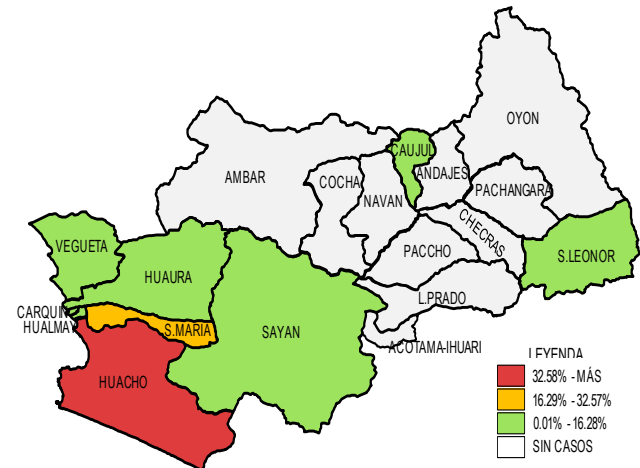 OYON
CAUJUL
ANDAJES
AMBAR
COCHA
NAVAN
PACHANGARA
CHECRAS
VEGUETA
PACCHO
S.LEONOR
HUAURA
L.PRADO
CARQUIN
HUALMAY
S.MARIA
SAYAN
ACOTAMA-IHUARI
HUACHO
LEYENDA
32.58% - MÁS
16.29% - 32.57%
0.01% - 16.28%
SIN CASOS